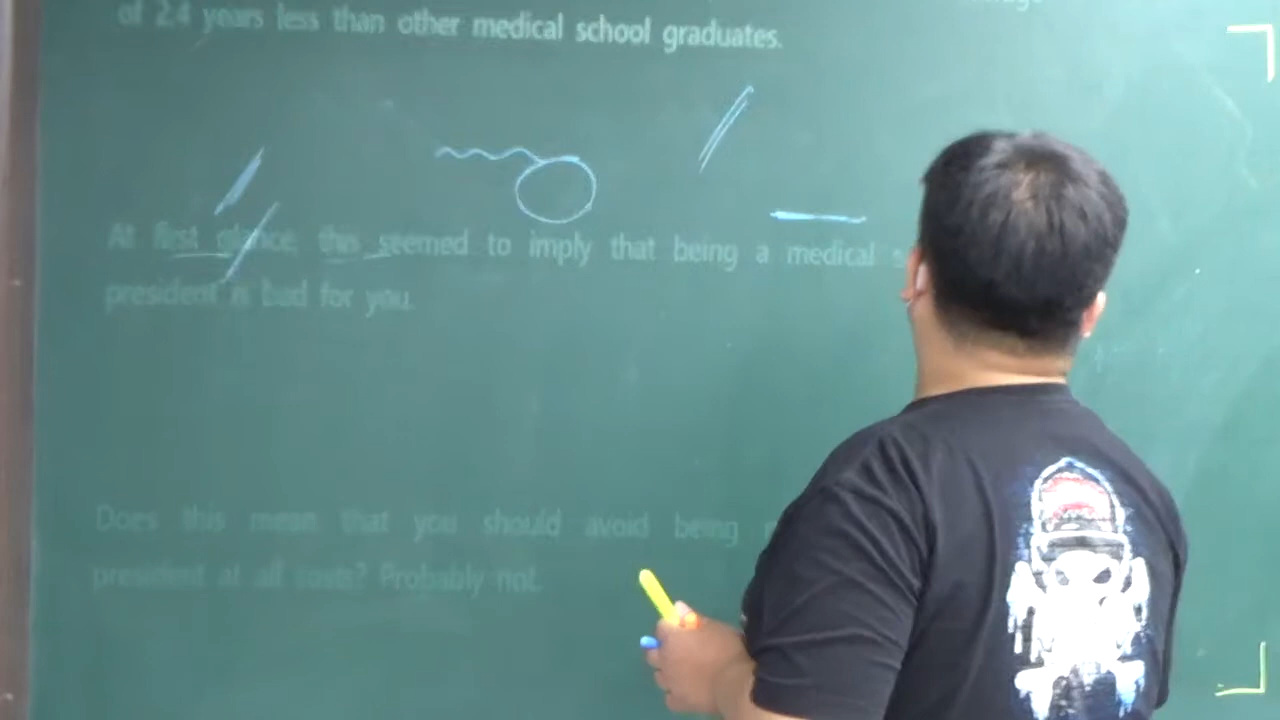 of 2.4 years less than other medical school graduates.
At first glance, this seemed to imply that being a medical
president is bad for you.
Does this mean that you should avoid being
president at all costs? Probably not.